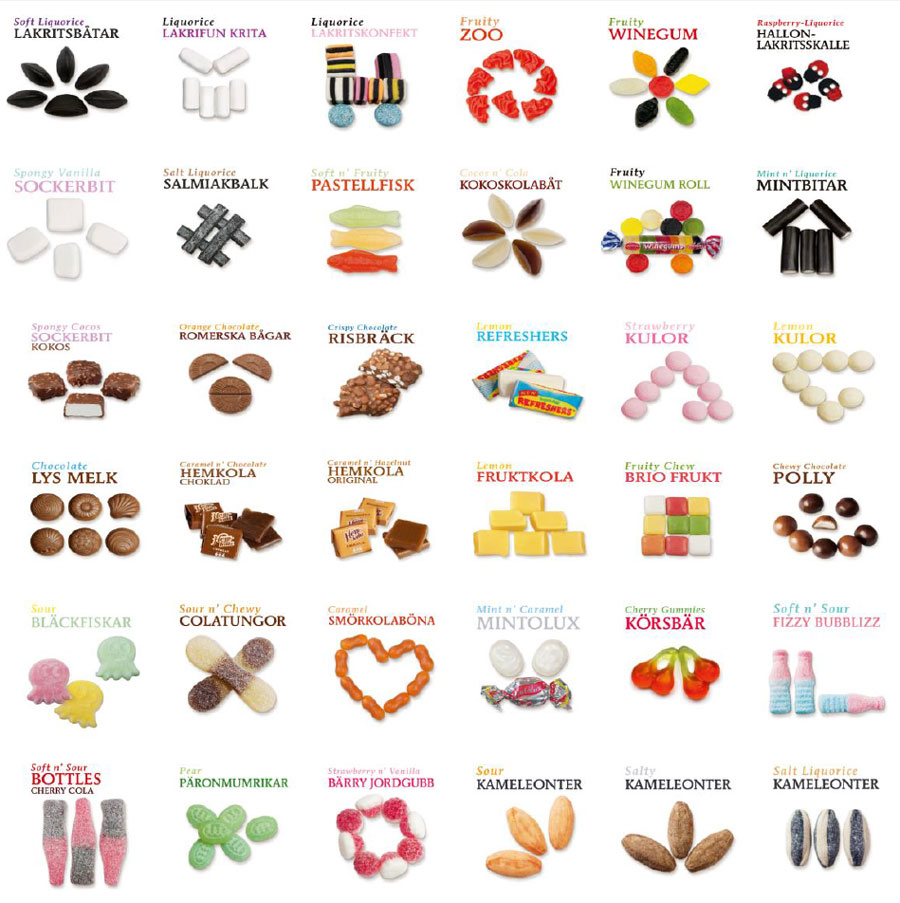 Soft Liquorice
LAKRITSBÅTAR
Liquorice
LAKRIFUN KRITA
Liquorice
LAKRITSKONFEKT
Fruity
ZOO
Fruity
WINEGUM
Raspberry-Liquorice
HALLON-
LAKRITSSKALLE
Spongy Vanilla
SOCKERBIT
Salt Liquorice
SALMIAKBALK
Soft n' Fruity
PASTELLFISK
Cocos n' Cola
KOKOSKOLABÅT
Fruity
WINEGUM ROLL
Mint n' Liquorice
MINTBITAR
Spongy Cocos
SOCKERBIT
KOKOS
Orange Chocolate
ROMERSKA BÅGAR
Crispy Chocolate
RISBRÄCK
Lemon
REFRESHERS
REFRESHERS
Strawberry
KULOR
Lemon
KULOR
Chocolate
LYS MELK
Caramel n' Chocolate
HEMKOLA
CHOKLAD
Caramel n' Hazelnut
HEMKOLA
ORIGINAL
Lemon
FRUKTKOLA
Fruity Chew
BRIO FRUKT
Chewy Chocolate
POLLY
Sour
BLÄCKFISKAR
Sour n' Chewy
COLATUNGOR
Caramel
SMÖRKOLABÖNA
Mint n' Caramel
MINTOLUX
Cherry Gummies
KÖRSBÄR
Soft n' Sour
FIZZY BUBBLIZZ
Soft n' Sour
BOTTLES
CHERRY COLA
Pear
PÄRONMUMRIKAR
Strawberry n' Vanilla
BÄRRY JORDGUBB
Sour
KAMELEONTER
Salty
KAMELEONTER
Salt Liquorice
KAMELEONTER